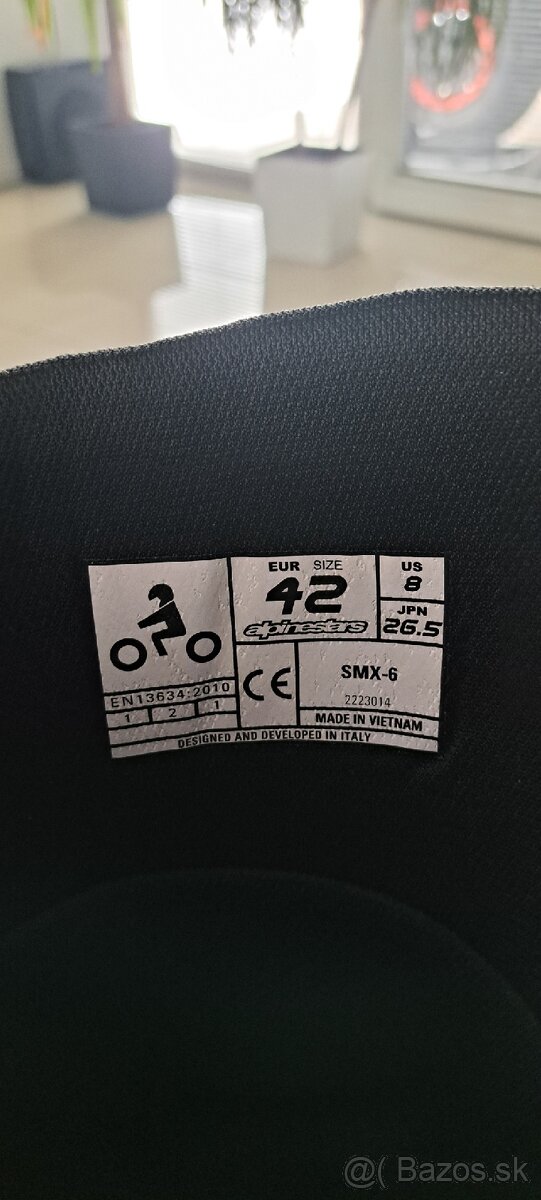 EUR SIZE
42
alpinestars
US
8
JPN
26.5
EN13634:2010
1 2 1
CE
SMX-6
2223014
MADE IN VIETNAM
DESIGNED AND DEVELOPED IN ITALY
@( Bazos.sk